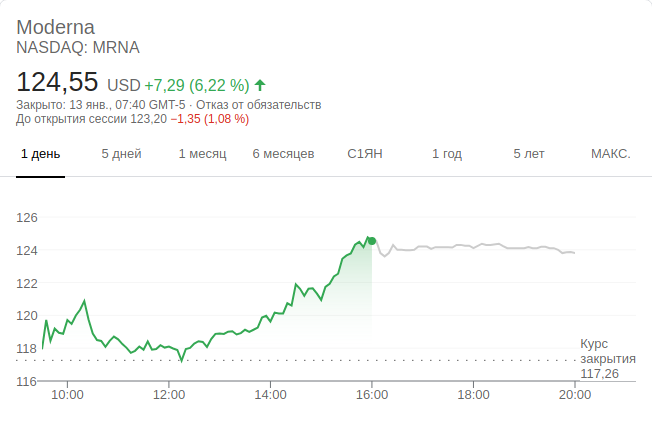 Moderna
NASDAQ: MRNA
124,55 USD +7,29 (6,22 %)
Закрыто: 13 янв., 07:40 GMT-5 · Отказ от обязательств
До открытия сессии 123,20 −1,35 (1,08 %)
1 день 5 дней 1 месяц 6 месяцев С1ЯН 1 год 5 лет МАКС.
126
124
122
120
118
116
Курс
закрытия
117,26
10:00 12:00 14:00 16:00 18:00 20:00